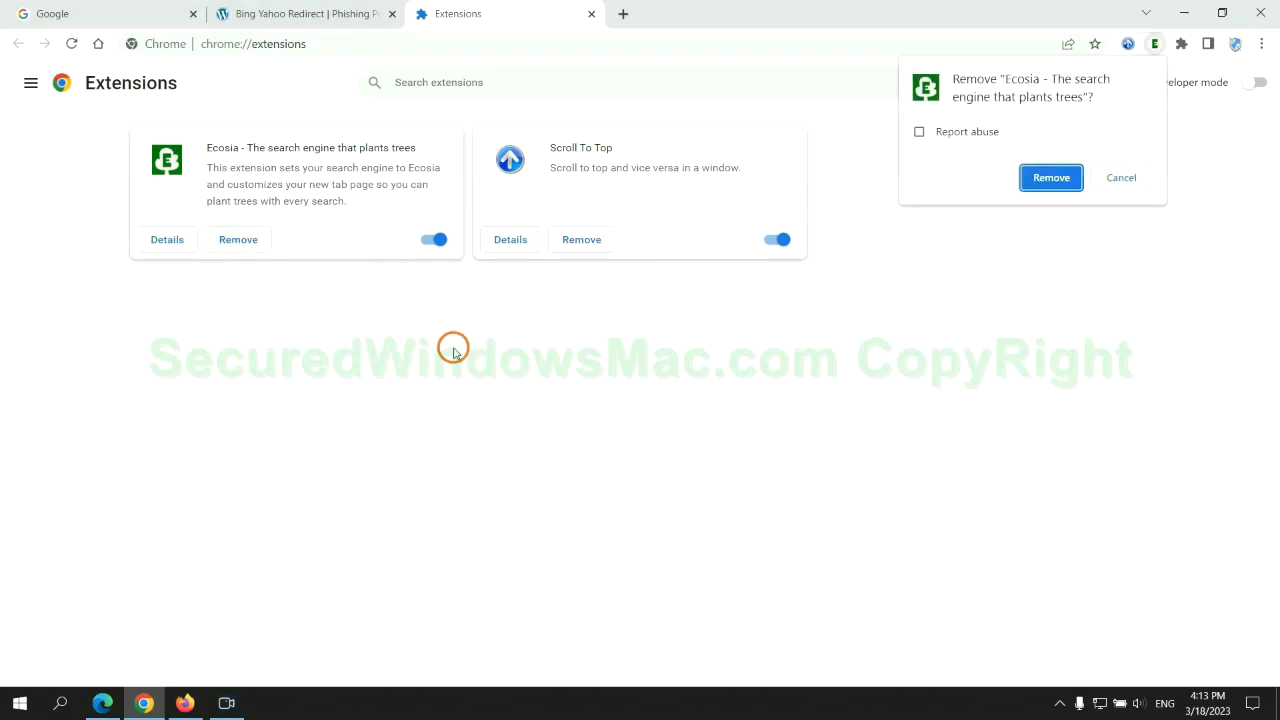 Google
Bing Yahoo Redirect | Phishing P
Extensions
Chrome
chrome://extensions
Extensions
Search extensions
veloper mode
Remove "Ecosia - The search
engine that plants trees"?
Report abuse
Remove
Cancel
Ecosia - The search engine that plants trees
This extension sets your search engine to Ecosia
and customizes your new tab page so you can
plant trees with every search.
Details
Remove
Scroll To Top
Scroll to top and vice versa in a window.
Details
Remove
SecuredWindowsMac.com CopyRight
ENG
4:13 PM
3/18/2023